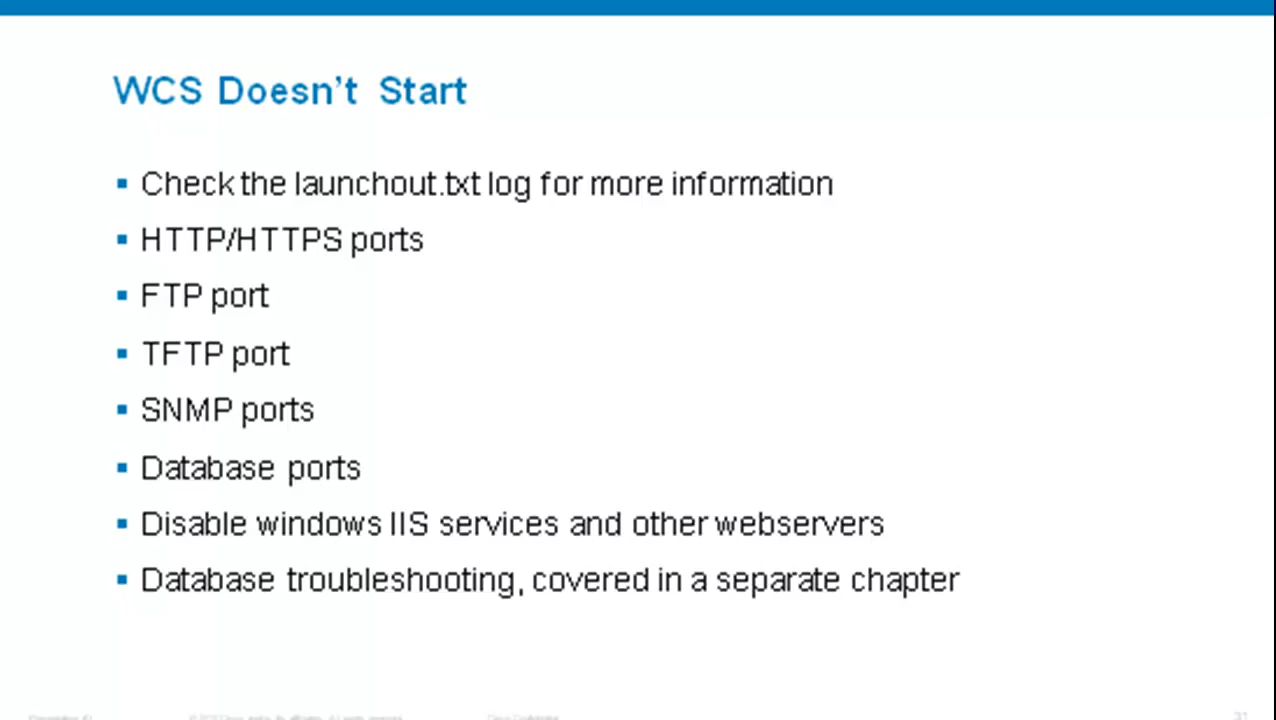 WCS Doesn't Start
▪ Check the launchout.txt log for more information
▪ HTTP/HTTPS ports
▪ FTP port
▪ TFTP port
▪ SNMP ports
▪ Database ports
▪ Disable windows IIS services and other webservers
▪ Database troubleshooting, covered in a separate chapter